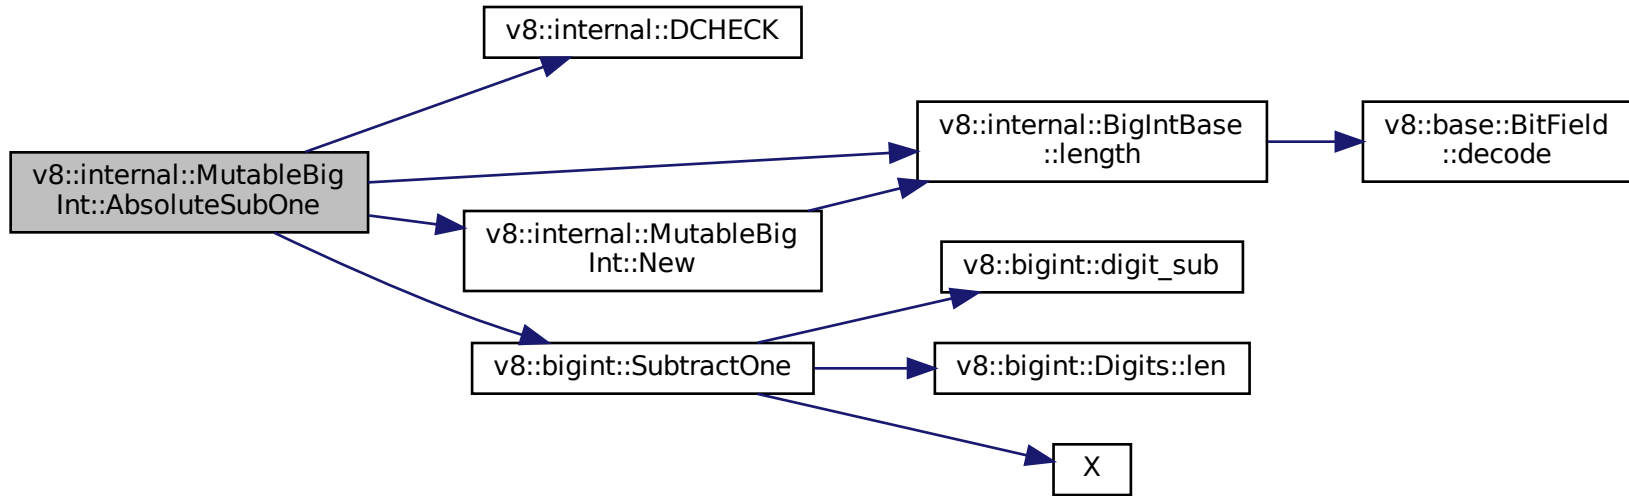 v8::internal::DCHECK
v8::internal::BigIntBase
::length
v8::base::BitField
::decode
v8::internal::MutableBig
Int::AbsoluteSubOne
v8::internal::MutableBig
Int::New
v8::bigint::digit_sub
v8::bigint::SubtractOne
v8::bigint::Digits::len
X